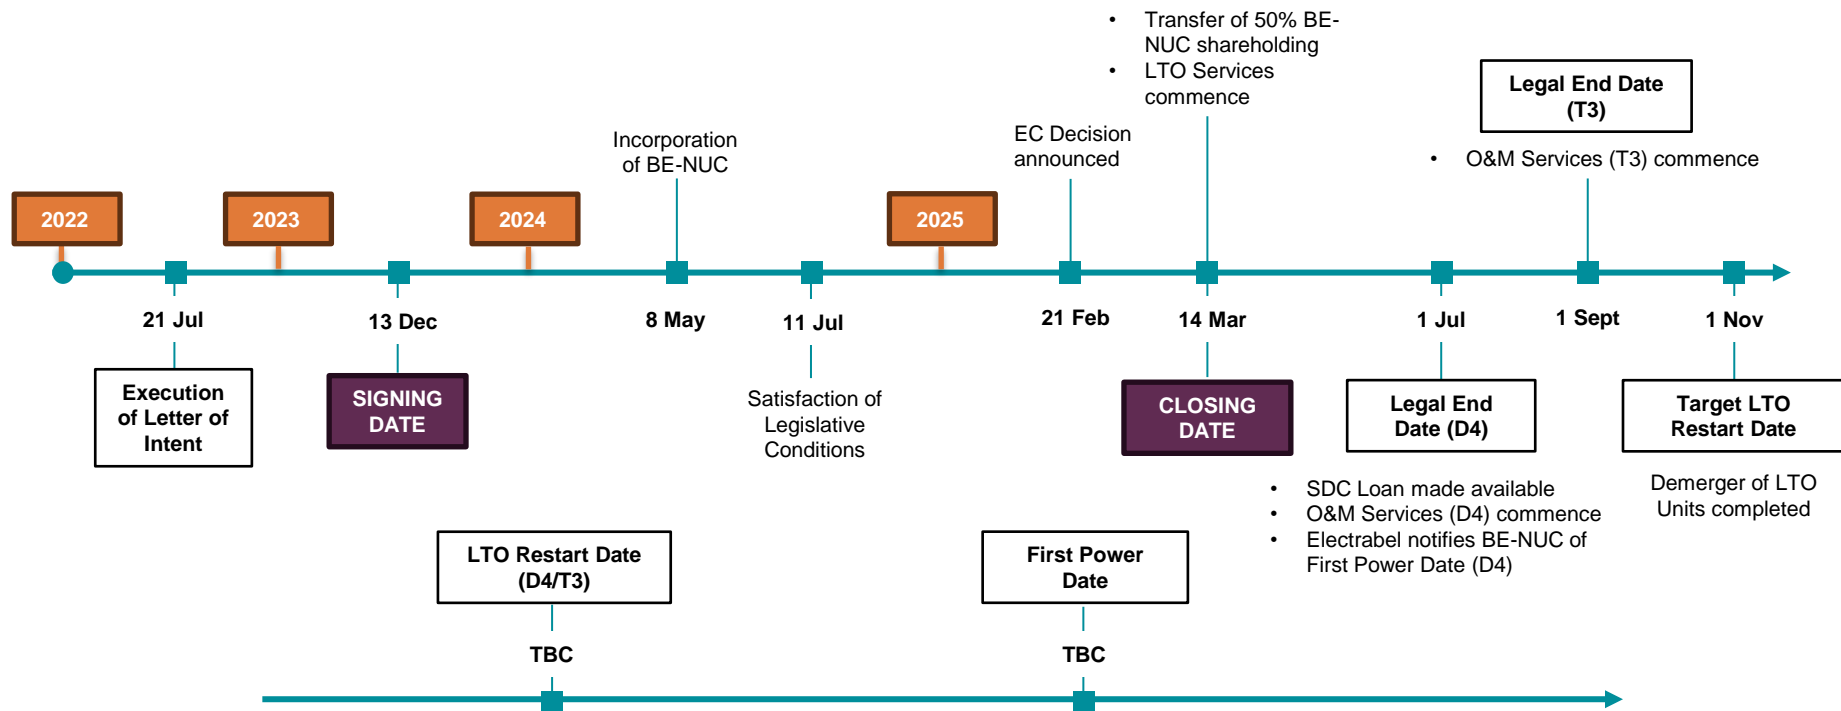 • Transfer of 50% BE-
NUC shareholding
• LTO Services
commence
Legal End Date
(T3)
Incorporation
of BE-NUC
EC Decision
announced
• O&M Services (T3) commence
2022
2023
2024
2025
21 Jul
13 Dec
8 May
11 Jul
21 Feb
14 Mar
1 Jul
1 Sept
1 Nov
Execution
of Letter of
Intent
SIGNING
DATE
Satisfaction of
Legislative
Conditions
CLOSING
DATE
Legal End
Date (D4)
Target LTO
Restart Date
• SDC Loan made available
• O&M Services (D4) commence
• Electrabel notifies BE-NUC of
First Power Date (D4)
Demerger of LTO
Units completed
LTO Restart Date
(D4/T3)
First Power
Date
TBC
TBC